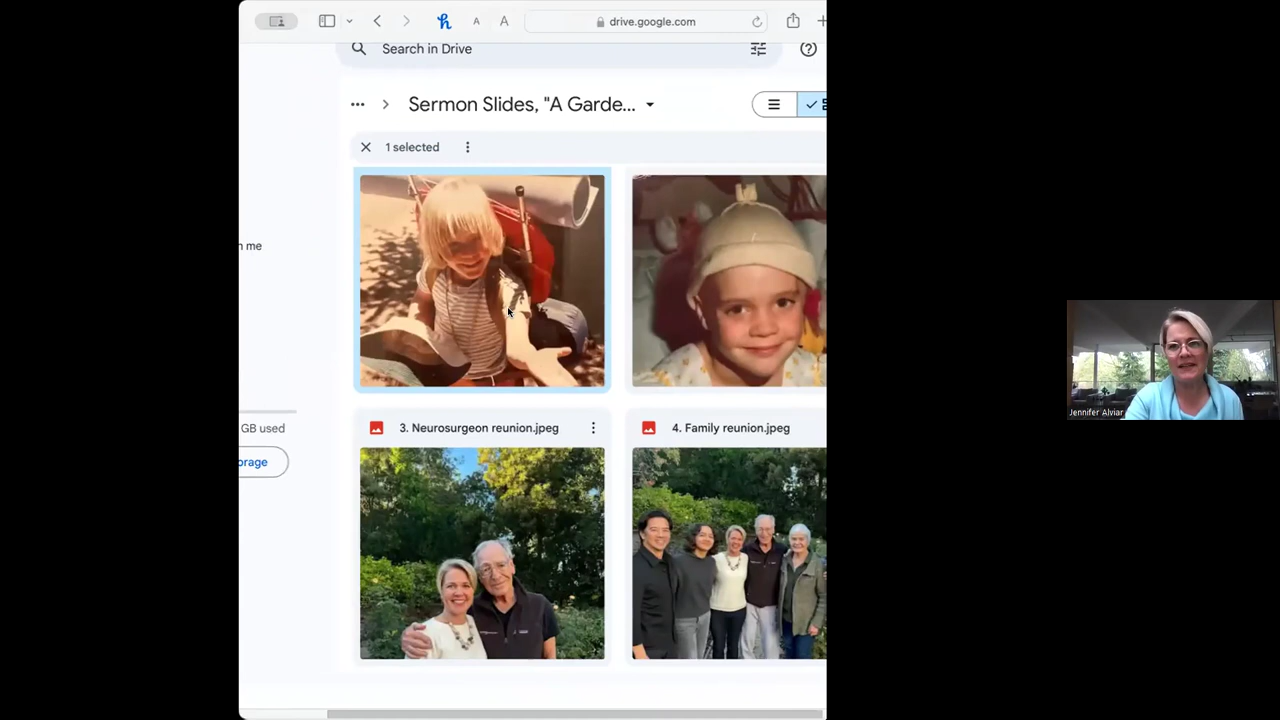 A A drive.google.com
Search in Drive
Sermon Slides, "A Garde...
1 selected
n me
GB used
orage
3. Neurosurgeon reunion.jpeg
4. Family reunion.jpeg
Jennifer Alviar